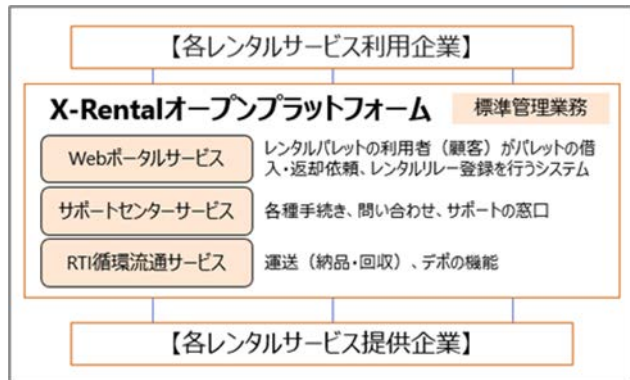 【各レンタルサービス利用企業】
X-Rentalオープンプラットフォーム
標準管理業務
Webポータルサービス
レンタルパレットの利用者（顧客）がパレットの借
入・返却依頼、レンタルリレー登録を行うシステム
サポートセンターサービス
各種手続き、問い合わせ、サポートの窓口
RTI循環流通サービス
運送（納品・回収）、デポの機能
【各レンタルサービス提供企業】